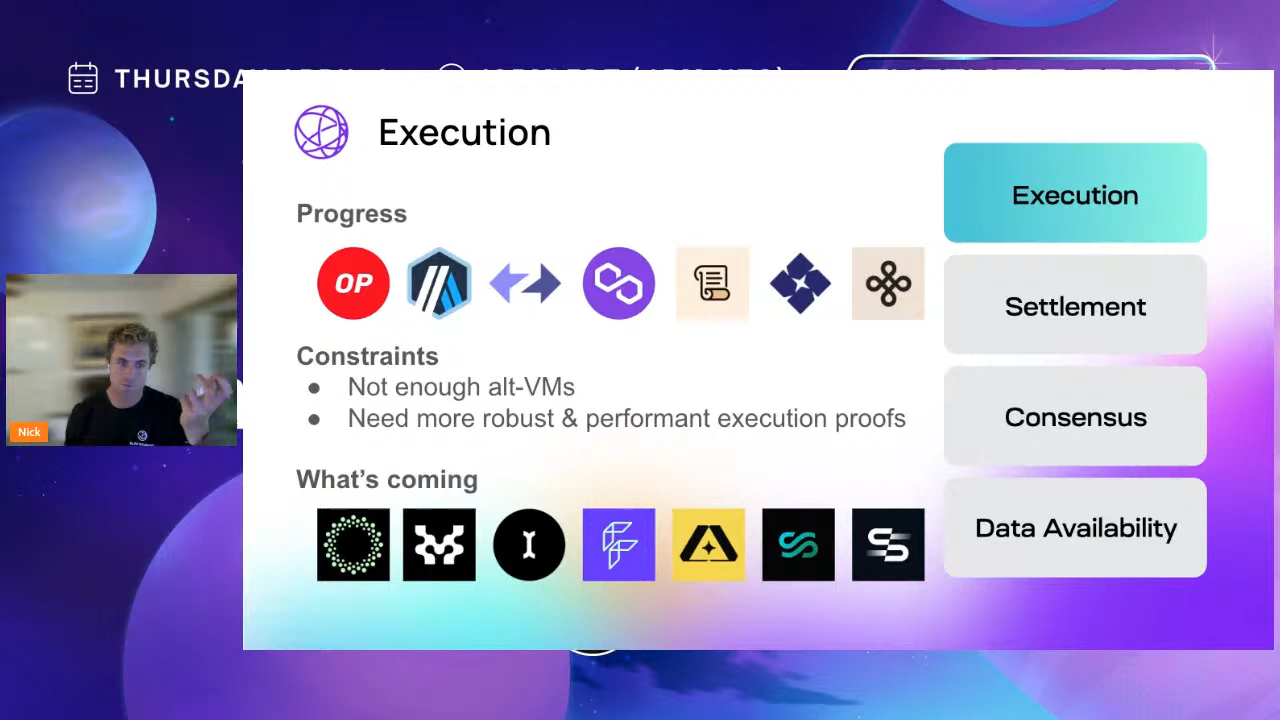 THURSDAY
Execution
Progress
OP
Constraints
● Not enough alt-VMs
● Need more robust & performant execution proofs
What's coming
Execution
Settlement
Consensus
Data Availability
Nick